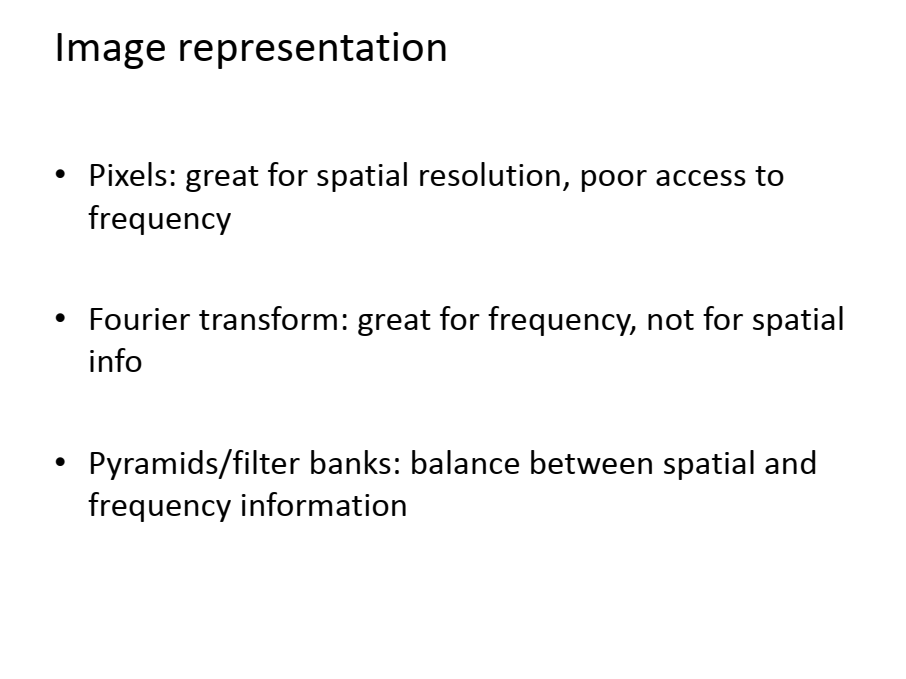 Image representation
• Pixels: great for spatial resolution, poor access to
frequency
• Fourier transform: great for frequency, not for spatial
info
• Pyramids/filter banks: balance between spatial and
frequency information